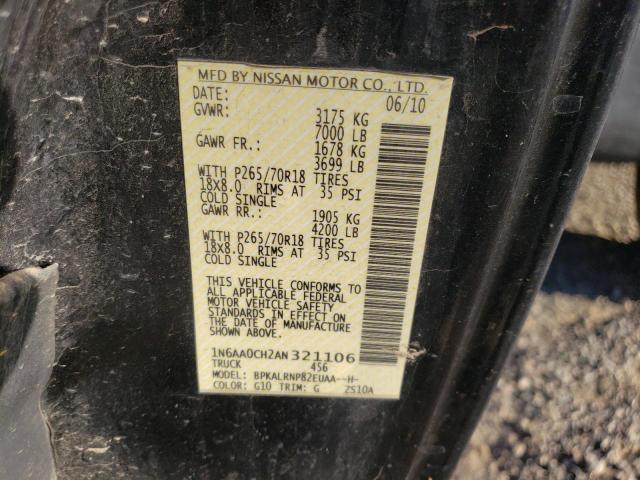 MFD BY NISSAN MOTOR CO., LTD.
DATE: 06/10
GVWR: 3175 KG
7000 LB
GAWR FR.: 1678 KG
3699 LB
WITH P265/70R18 TIRES
18X8.0 RIMS AT 35 PSI
COLD SINGLE
GAWR RR.: 1905 KG
4200 LB
WITH P265/70R18 TIRES
18X8.0 RIMS AT 35 PSI
COLD SINGLE
THIS VEHICLE CONFORMS TO
ALL APPLICABLE FEDERAL
MOTOR VEHICLE SAFETY
STANDARDS IN EFFECT ON
THE DATE OF MANUFACTURE
SHOWN ABOVE.
1N6AA0CH2AN 321106
TRUCK 456
MODEL: BPKALRNP82EUAA--H-
COLOR: G10 TRIM: G ZS10A